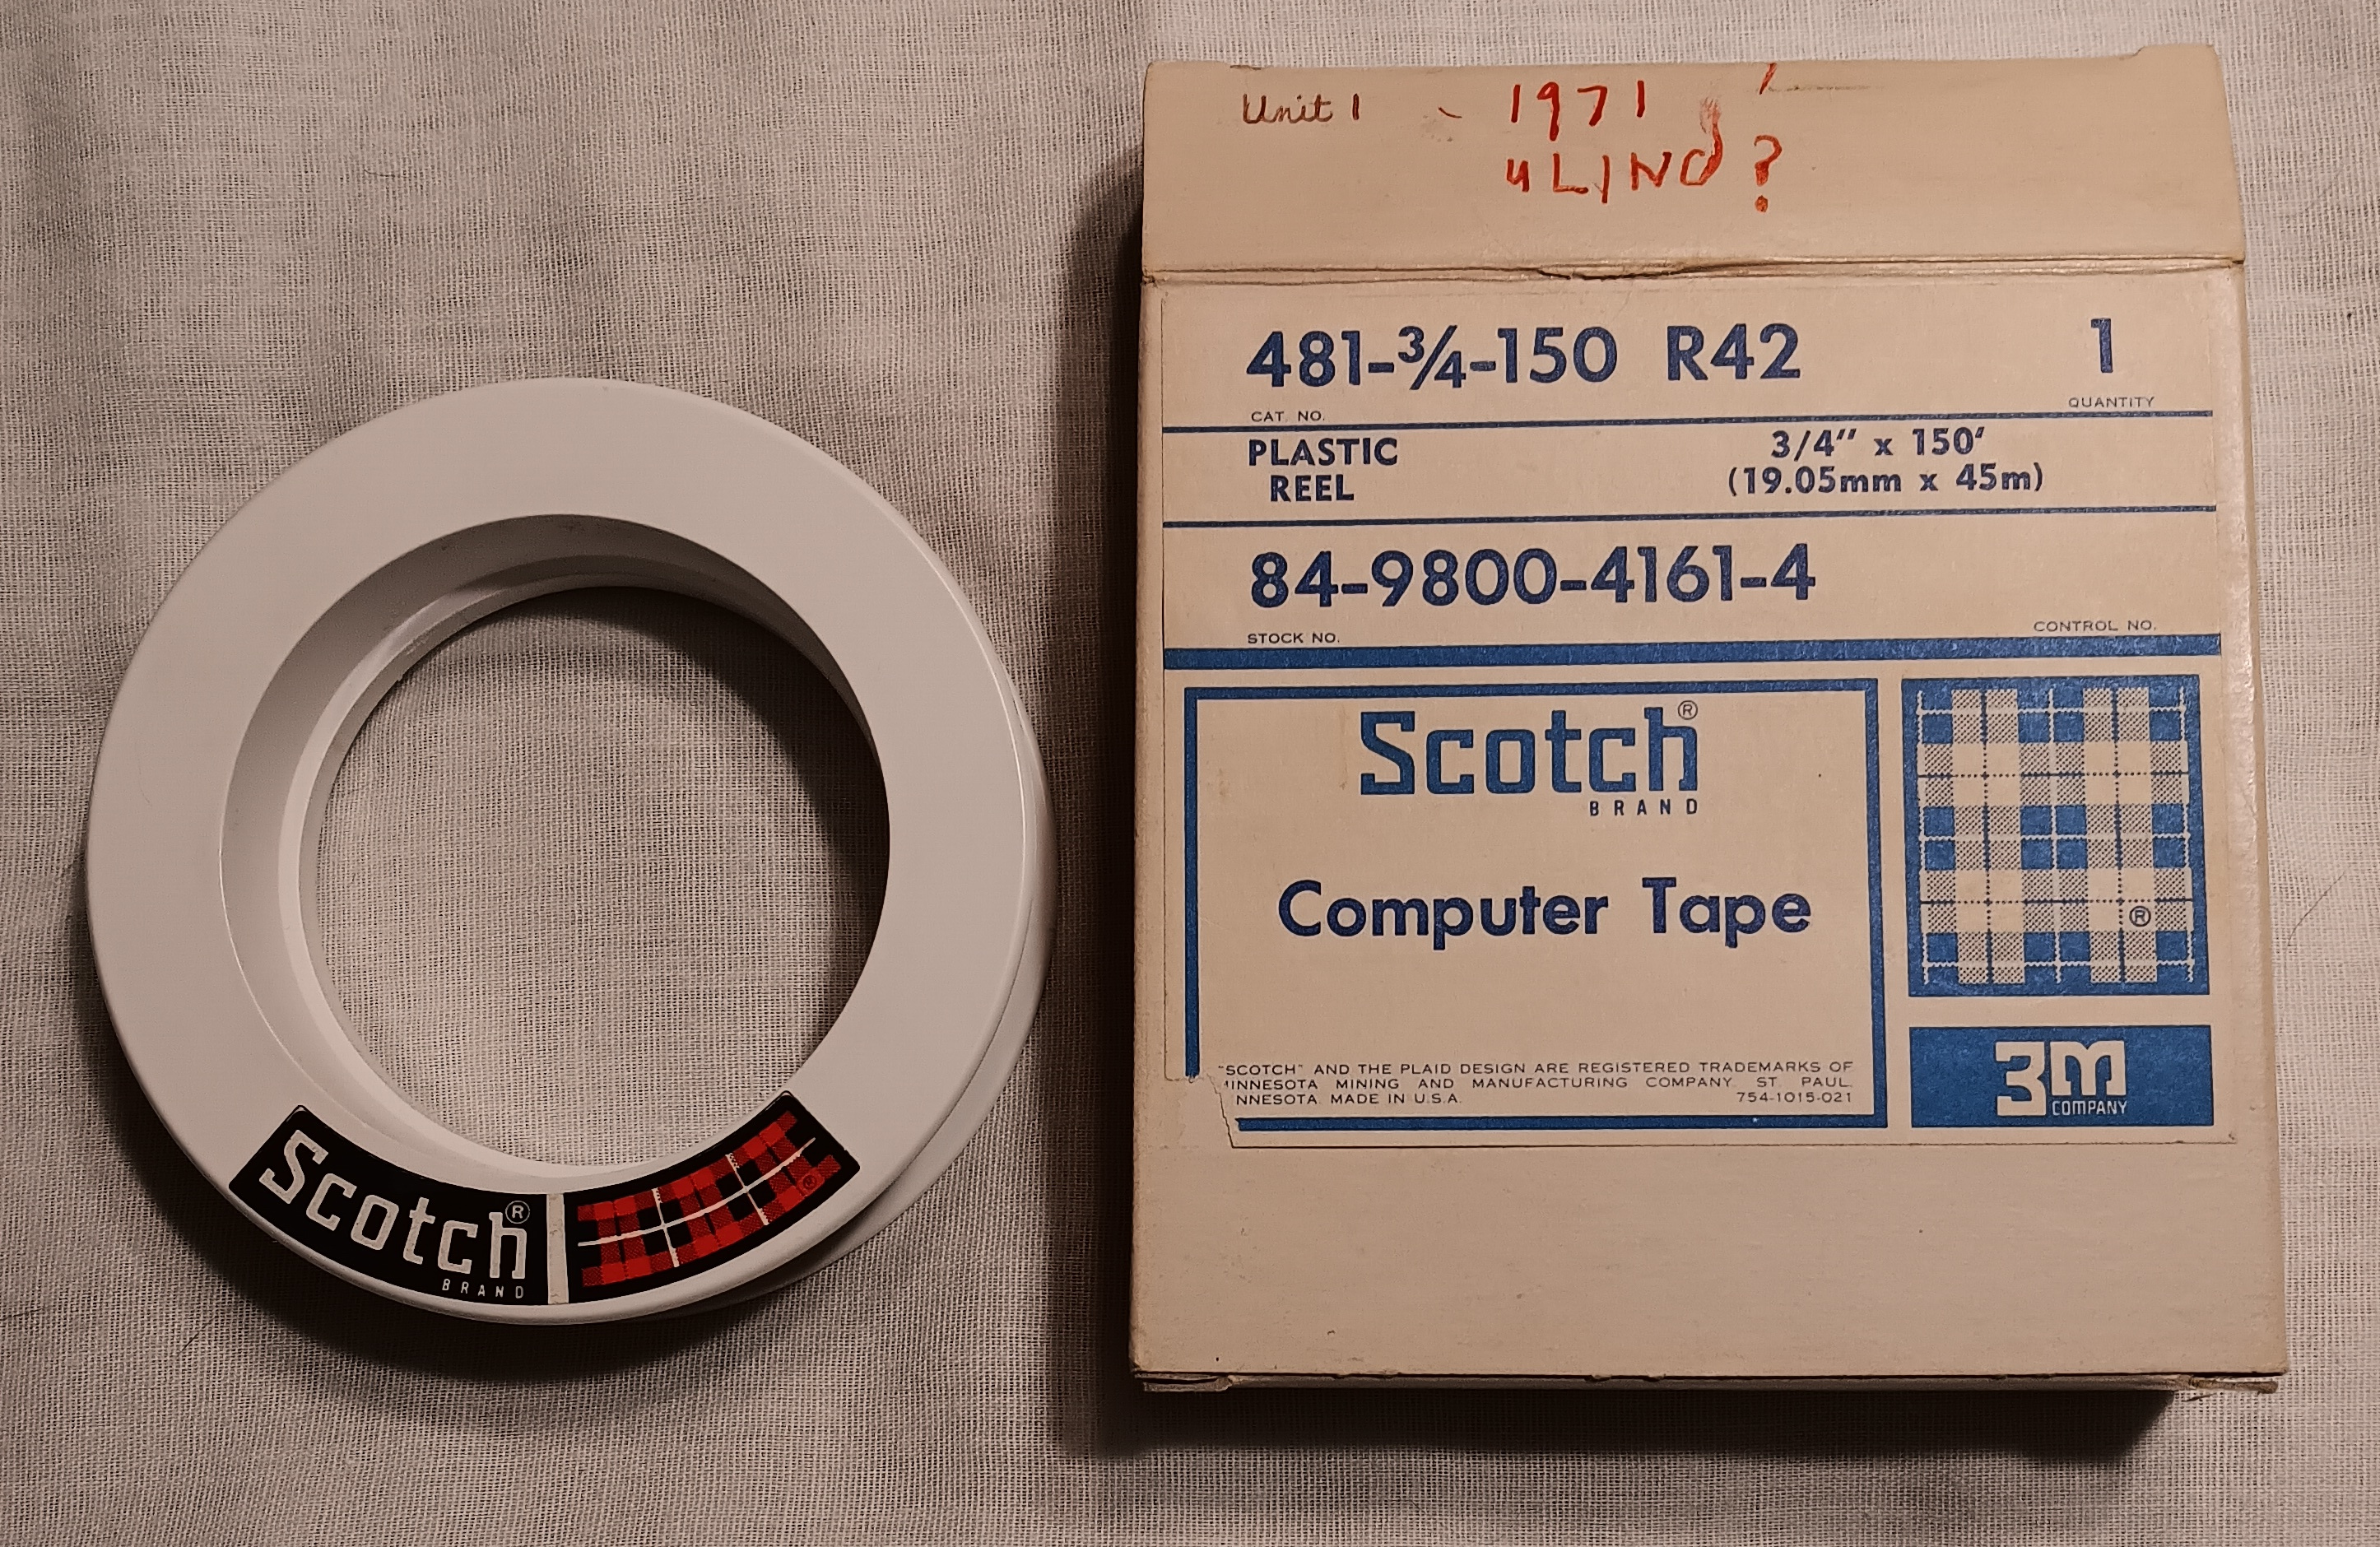 Unit 1 - 1971
µLINC ?
481-¾-150 R42 1
CAT. NO. QUANTITY
PLASTIC REEL
3/4" x 150'
(19.05mm x 45m)
84-9800-4161-4
STOCK NO. CONTROL NO.
Scotch®
BRAND
Computer Tape
®
"SCOTCH" AND THE PLAID DESIGN ARE REGISTERED TRADEMARKS OF
MINNESOTA MINING AND MANUFACTURING COMPANY ST. PAUL,
NNESOTA. MADE IN U.S.A. 754-1015-021
3M
COMPANY
Scotch®
BRAND
®